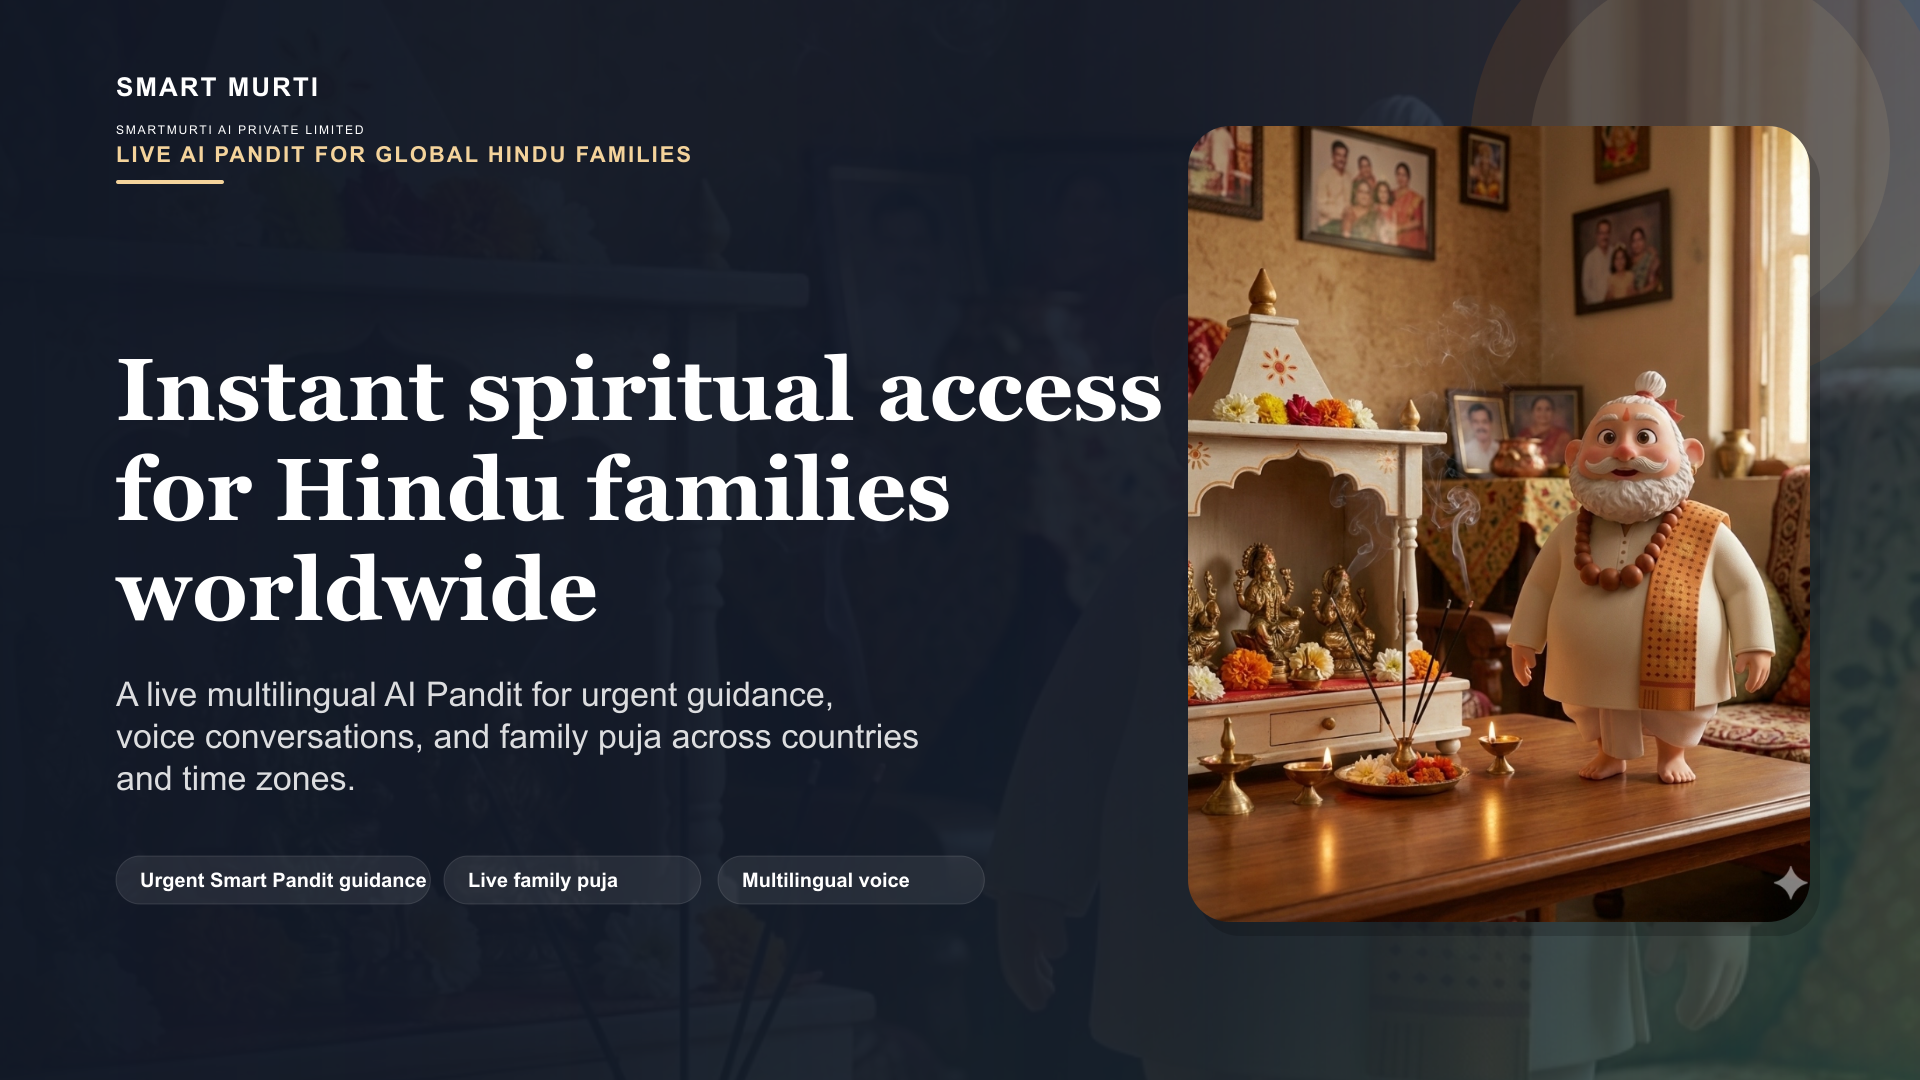 SMART MURTI
SMARTMURTI AI PRIVATE LIMITED
LIVE AI PANDIT FOR GLOBAL HINDU FAMILIES
Instant spiritual access
for Hindu families
worldwide
A live multilingual AI Pandit for urgent guidance,
voice conversations, and family puja across countries
and time zones.
Urgent Smart Pandit guidance
Live family puja
Multilingual voice